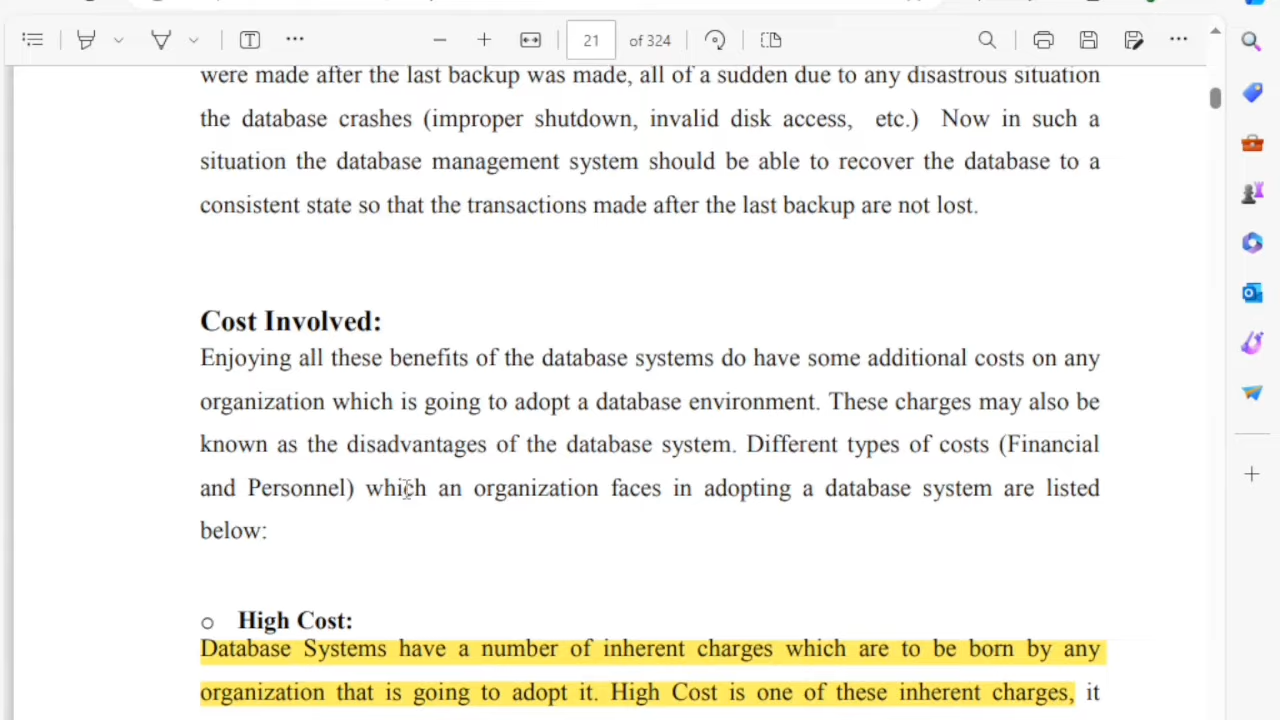 21 of 324
were made after the last backup was made, all of a sudden due to any disastrous situation
the database crashes (improper shutdown, invalid disk access, etc.) Now in such a
situation the database management system should be able to recover the database to a
consistent state so that the transactions made after the last backup are not lost.
Cost Involved:
Enjoying all these benefits of the database systems do have some additional costs on any
organization which is going to adopt a database environment. These charges may also be
known as the disadvantages of the database system. Different types of costs (Financial
and Personnel) which an organization faces in adopting a database system are listed
below:
o High Cost:
Database Systems have a number of inherent charges which are to be born by any
organization that is going to adopt it. High Cost is one of these inherent charges, it